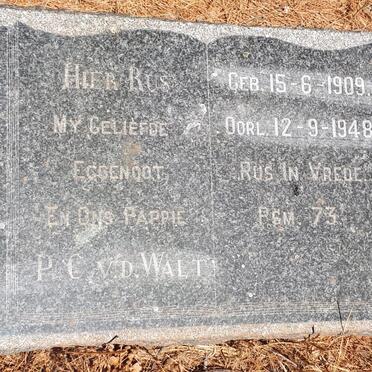 HIER RUS
MY GELIEFDE
EGGENOOT
EN ONS PAPPIE
P.C. V.D. WALT
GEB. 15-6-1909
OORL. 12-9-1948
RUS IN VREDE
PSM. 73